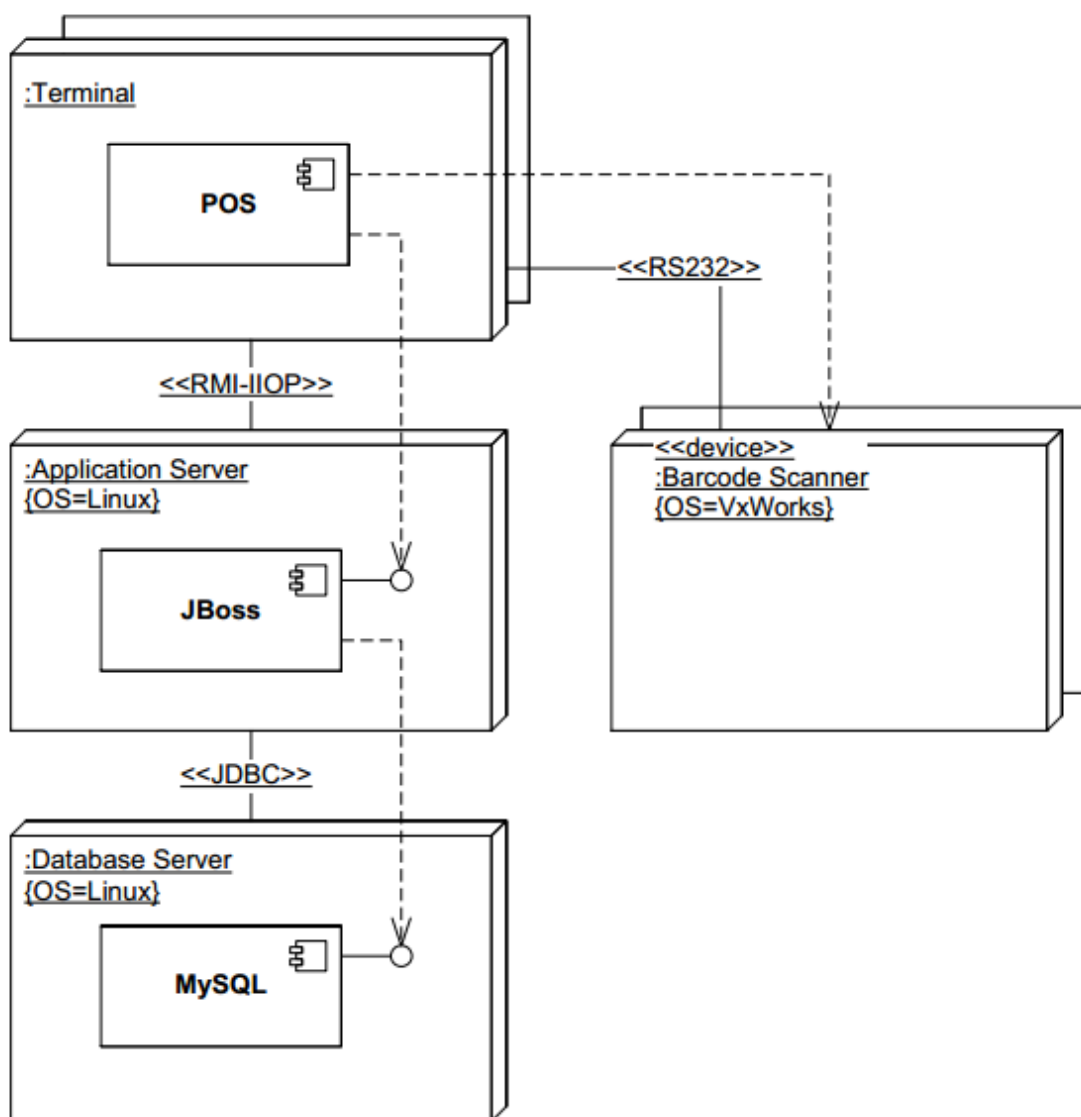 :Terminal
POS
<<RS232>>
<<RMI-IIOP>>
:Application Server
{OS=Linux}
JBoss
<<device>>
:Barcode Scanner
{OS=VxWorks}
<<JDBC>>
:Database Server
{OS=Linux}
MySQL